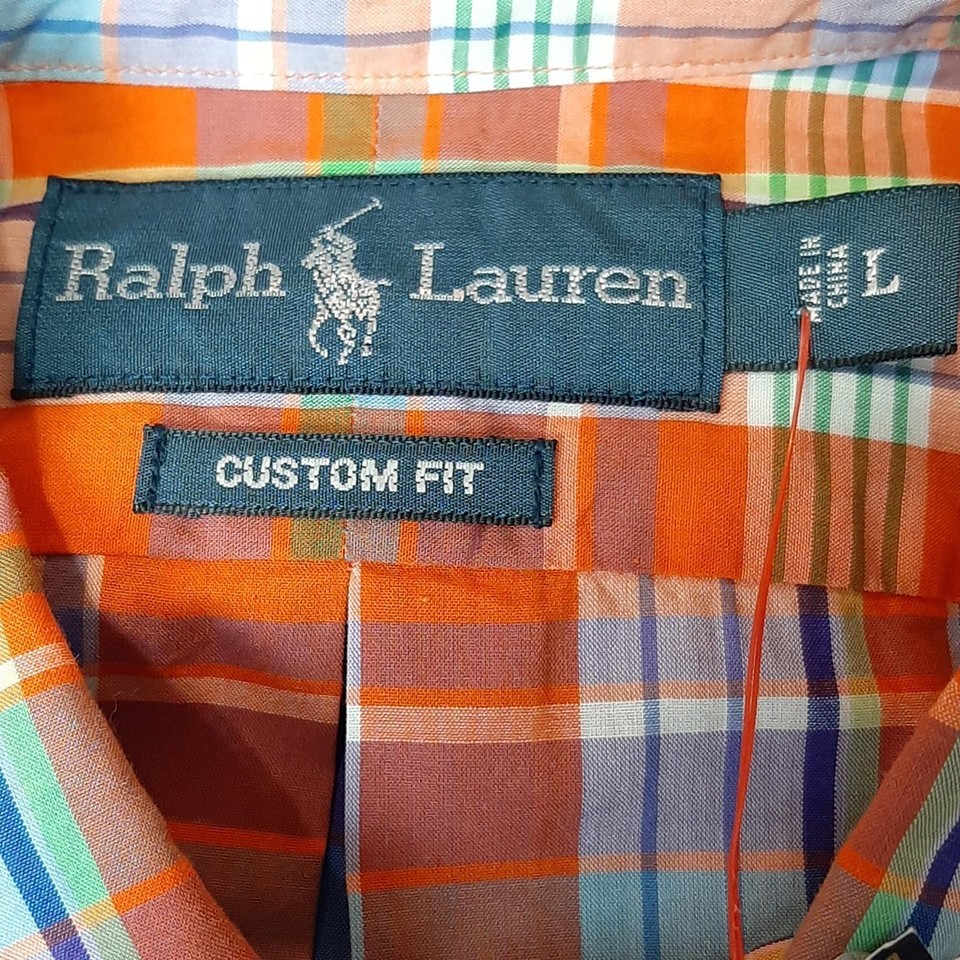 Ralph Lauren
MADE IN
CHINA
L
CUSTOM FIT